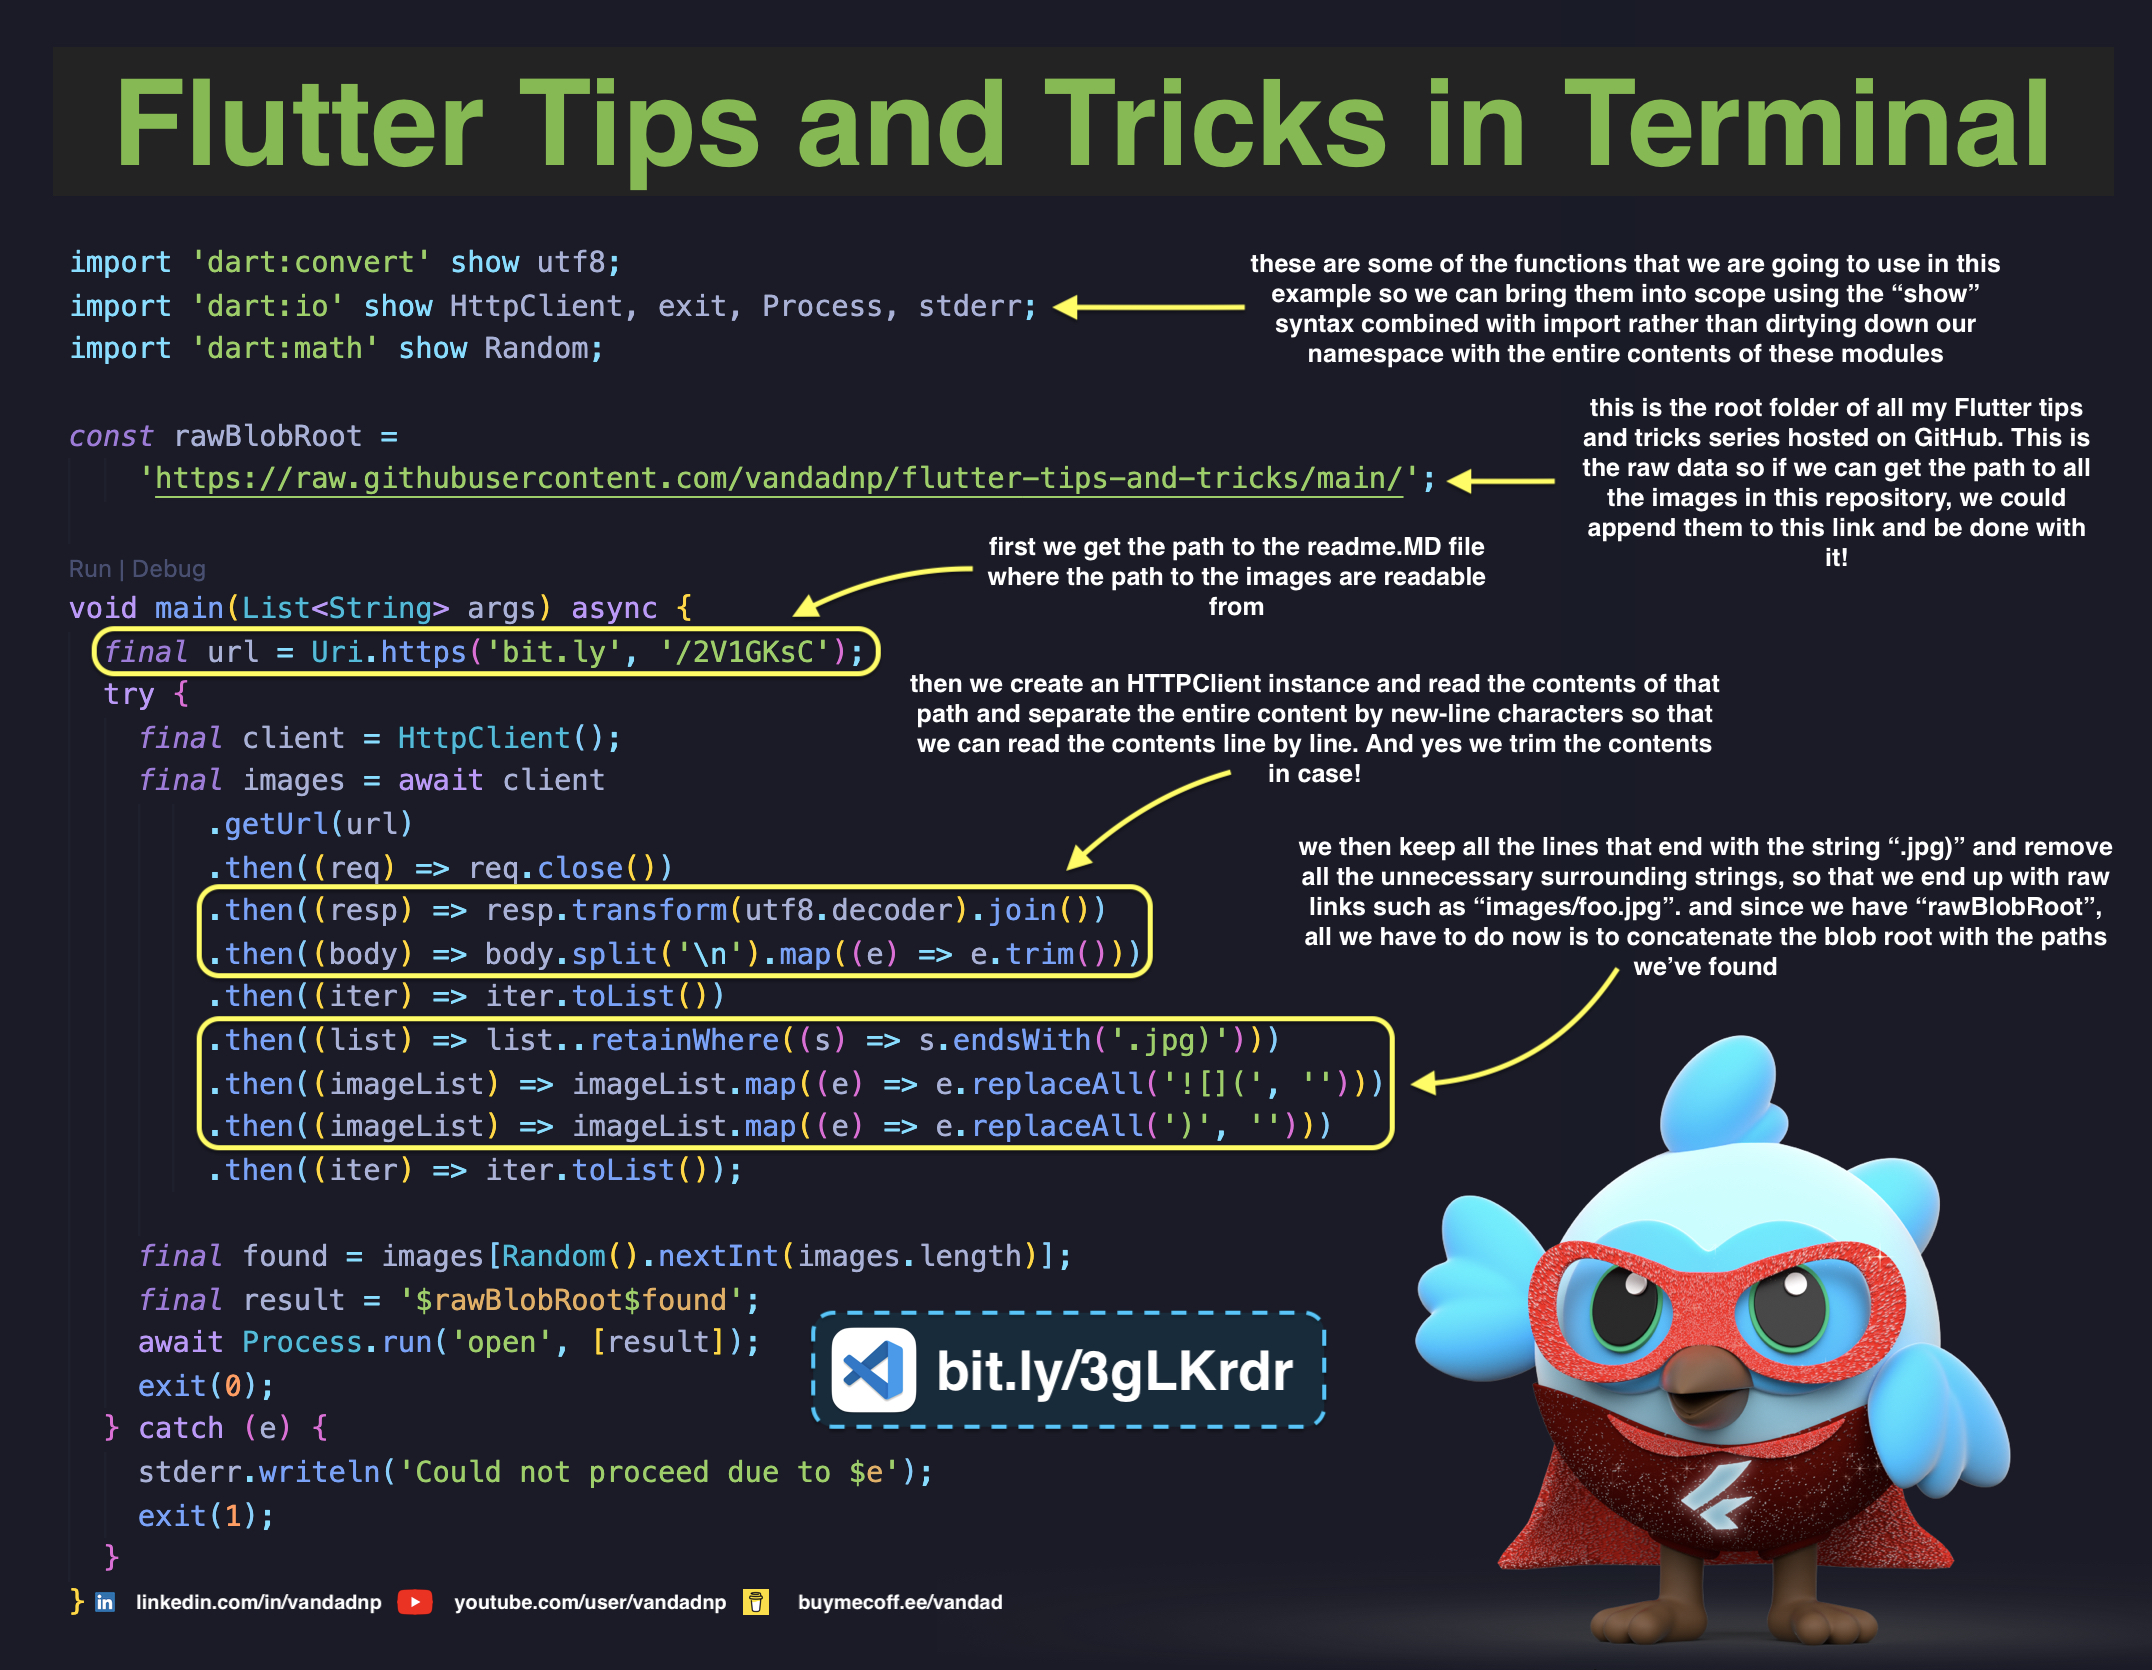 Flutter Tips and Tricks in Terminal
import 'dart:convert' show utf8;
import 'dart:io' show HttpClient, exit, Process, stderr;
import 'dart:math' show Random;
these are some of the functions that we are going to use in this
example so we can bring them into scope using the “show”
syntax combined with import rather than dirtying down our
namespace with the entire contents of these modules
const rawBlobRoot =
'https://raw.githubusercontent.com/vandadnp/flutter-tips-and-tricks/main/';
this is the root folder of all my Flutter tips
and tricks series hosted on GitHub. This is
the raw data so if we can get the path to all
the images in this repository, we could
append them to this link and be done with
it!
first we get the path to the readme.MD file
where the path to the images are readable
from
Run | Debug
void main(List<String> args) async {
final url = Uri.https('bit.ly', '/2V1GKsC');
try {
final client = HttpClient();
final images = await client
.getUrl(url)
.then((req) => req.close())
.then((resp) => resp.transform(utf8.decoder).join())
.then((body) => body.split('\n').map((e) => e.trim()))
.then((iter) => iter.toList())
.then((list) => list..retainWhere((s) => s.endsWith('.jpg)')))
.then((imageList) => imageList.map((e) => e.replaceAll('![](', '')))
.then((imageList) => imageList.map((e) => e.replaceAll(')', '')))
.then((iter) => iter.toList());
then we create an HTTPClient instance and read the contents of that
path and separate the entire content by new-line characters so that
we can read the contents line by line. And yes we trim the contents
in case!
we then keep all the lines that end with the string “.jpg)” and remove
all the unnecessary surrounding strings, so that we end up with raw
links such as “images/foo.jpg”. and since we have “rawBlobRoot”,
all we have to do now is to concatenate the blob root with the paths
we’ve found
final found = images[Random().nextInt(images.length)];
final result = '$rawBlobRoot$found';
await Process.run('open', [result]);
exit(0);
} catch (e) {
stderr.writeln('Could not proceed due to $e');
exit(1);
}
}
bit.ly/3gLKrdr
linkedin.com/in/vandadnp
youtube.com/user/vandadnp
buymecoff.ee/vandad